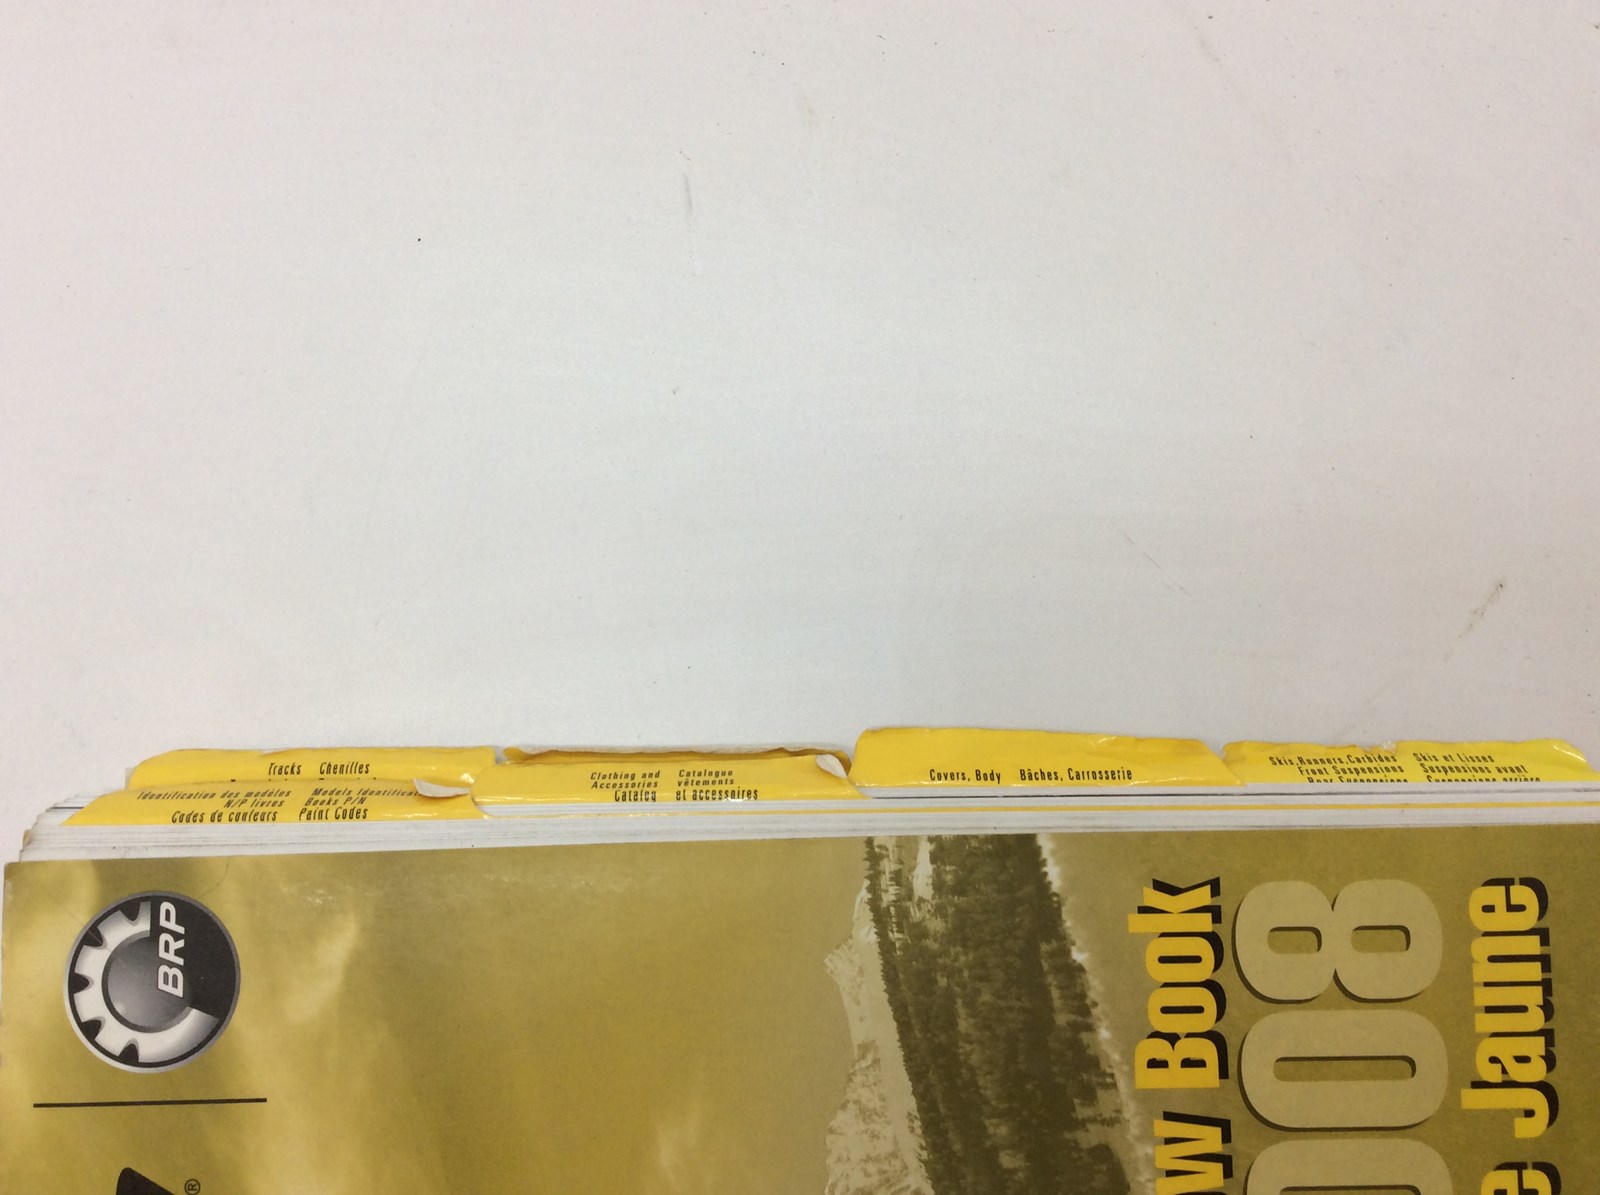 Tracks Chenilles
Identification des modèles Models
N/P livres Books P/N
Codes de couleurs Paint Codes
Clothing and Catalogue
Accessories vêtements
Catalog et accessoires
Covers, Body Bâches, Carrosserie
Skis,Runners,Carbides Skis et Lisses
Front Suspensions Suspensions avant
BRP
®
Book
08
Jaune